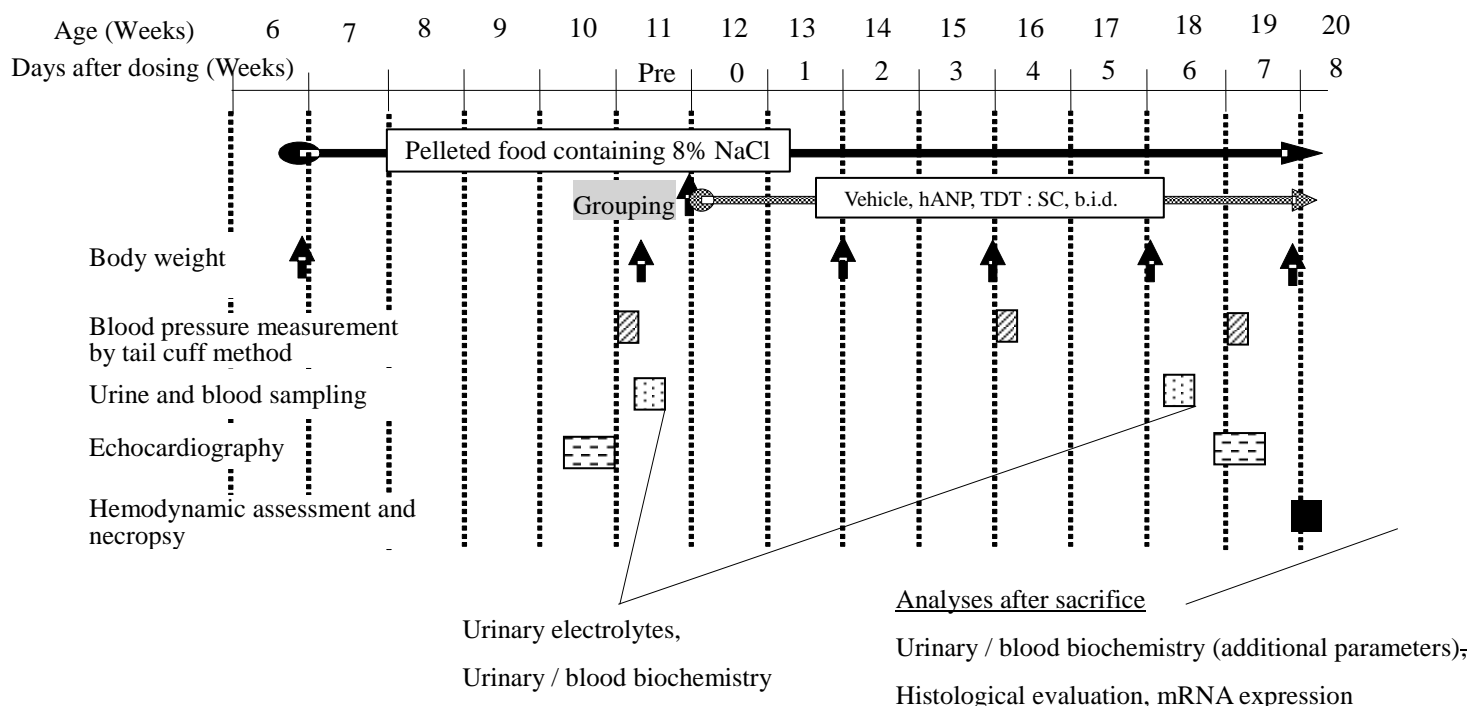 Age (Weeks) 6 7 8 9 10 11 12 13 14 15 16 17 18 19 20
Days after dosing (Weeks) Pre 0 1 2 3 4 5 6 7 8
Pelleted food containing 8% NaCl
Grouping
Vehicle, hANP, TDT : SC, b.i.d.
Body weight
Blood pressure measurement
by tail cuff method
Urine and blood sampling
Echocardiography
Hemodynamic assessment and
necropsy
Urinary electrolytes,
Urinary / blood biochemistry
Analyses after sacrifice
Urinary / blood biochemistry (additional parameters),
Histological evaluation, mRNA expression